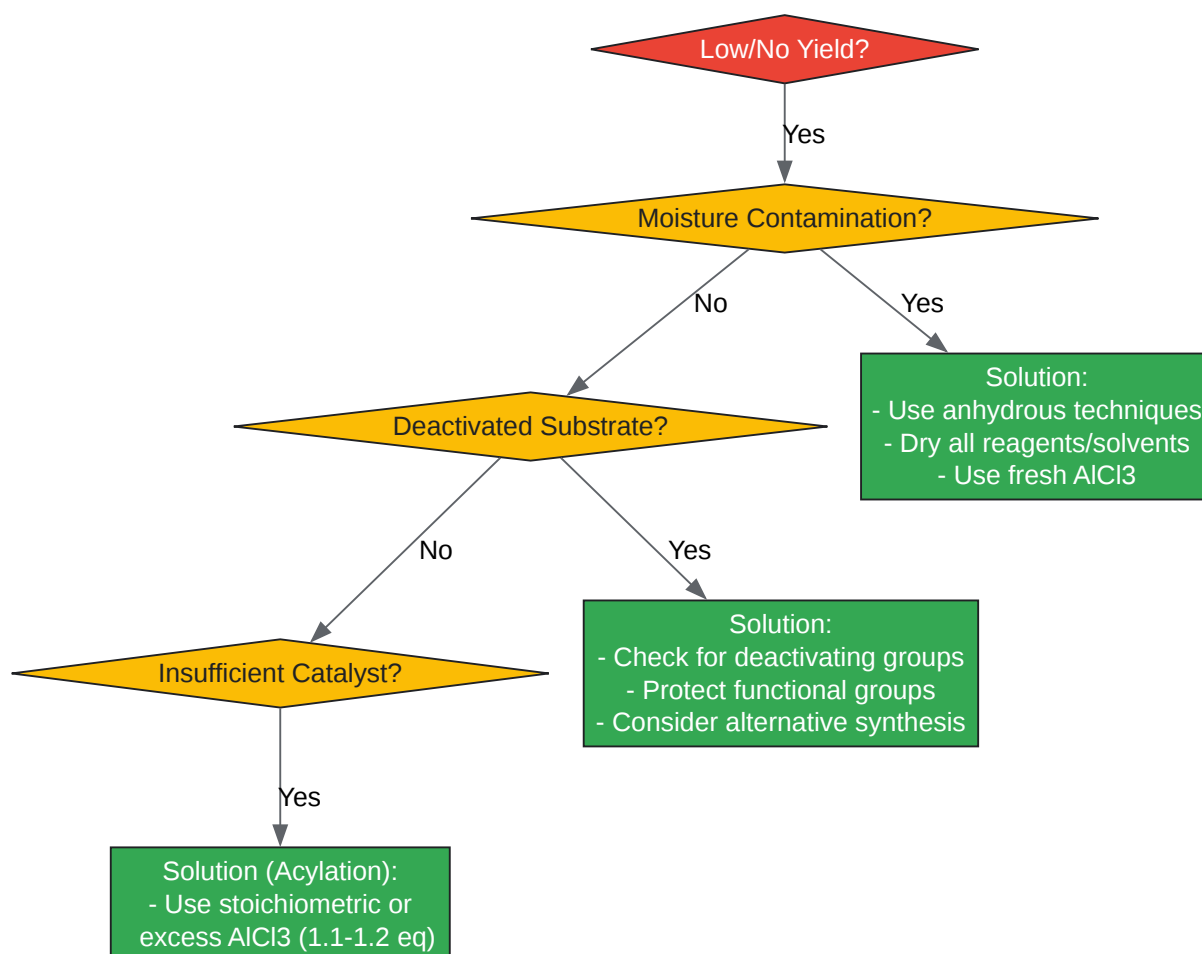 Low/No Yield?
Yes
Moisture Contamination?
No
Yes
Solution:
- Use anhydrous techniques
- Dry all reagents/solvents
- Use fresh AlCl3
Deactivated Substrate?
No
Yes
Solution:
- Check for deactivating groups
- Protect functional groups
- Consider alternative synthesis
Insufficient Catalyst?
Yes
Solution (Acylation):
- Use stoichiometric or
excess AlCl3 (1.1-1.2 eq)